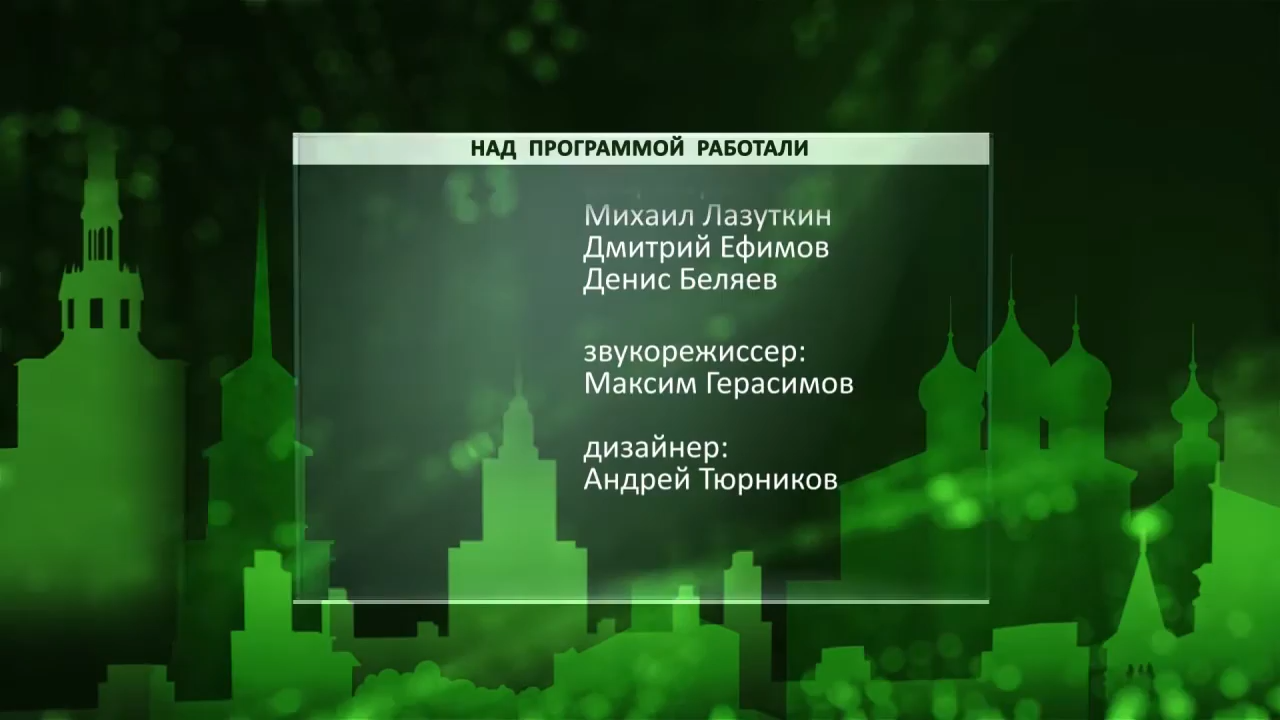 НАД ПРОГРАММОЙ РАБОТАЛИ
Михаил Лазуткин
Дмитрий Ефимов
Денис Беляев
звукорежиссер:
Максим Герасимов
дизайнер:
Андрей Тюрников